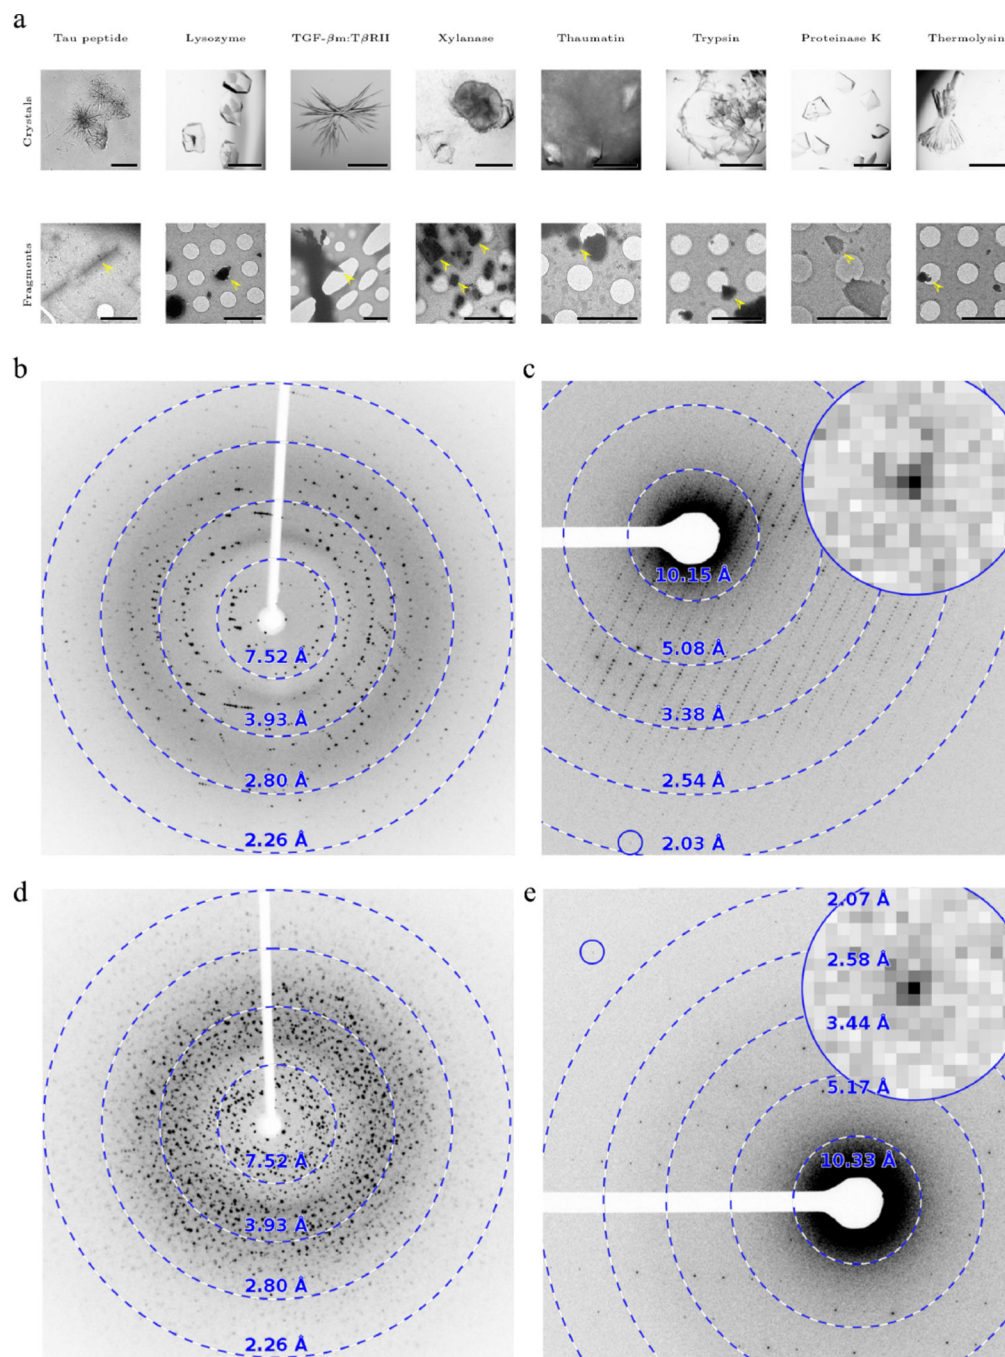 a
Tau peptide Lysozyme TGF-βm:TβRII Xylanase Thaumatin Trypsin Proteinase K Thermolysin
Crystals
Fragments
b
7.52 Å
3.93 Å
2.80 Å
2.26 Å
c
10.15 Å
5.08 Å
3.38 Å
2.54 Å
2.03 Å
d
7.52 Å
3.93 Å
2.80 Å
2.26 Å
e
2.07 Å
2.58 Å
3.44 Å
5.17 Å
10.33 Å